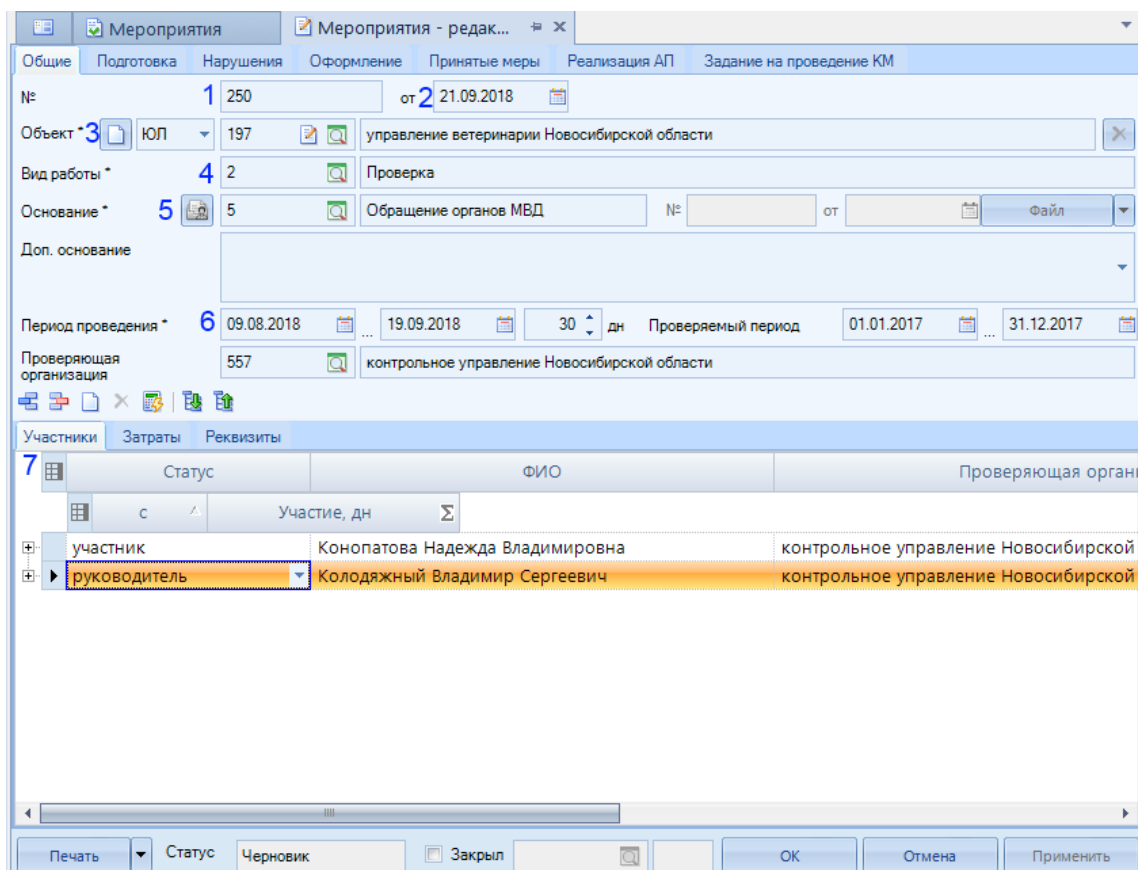 Мероприятия Мероприятия - редак...
Общие Подготовка Нарушения Оформление Принятые меры Реализация АП Задание на проведение КМ
№ 1 250 от 2 21.09.2018
Объект * 3 ЮЛ 197 управление ветеринарии Новосибирской области
Вид работы * 4 2 Проверка
Основание * 5 5 Обращение органов МВД № от Файл
Доп. основание
Период проведения * 6 09.08.2018 ... 19.09.2018 30 дн Проверяемый период 01.01.2017 ... 31.12.2017
Проверяющая
организация 557 контрольное управление Новосибирской области
Участники Затраты Реквизиты
7 Статус ФИО Проверяющая орган
с Участие, дн Σ
участник Конопатова Надежда Владимировна контрольное управление Новосибирской
руководитель Колодяжный Владимир Сергеевич контрольное управление Новосибирской
Печать Статус Черновик Закрыл OK Отмена Применить